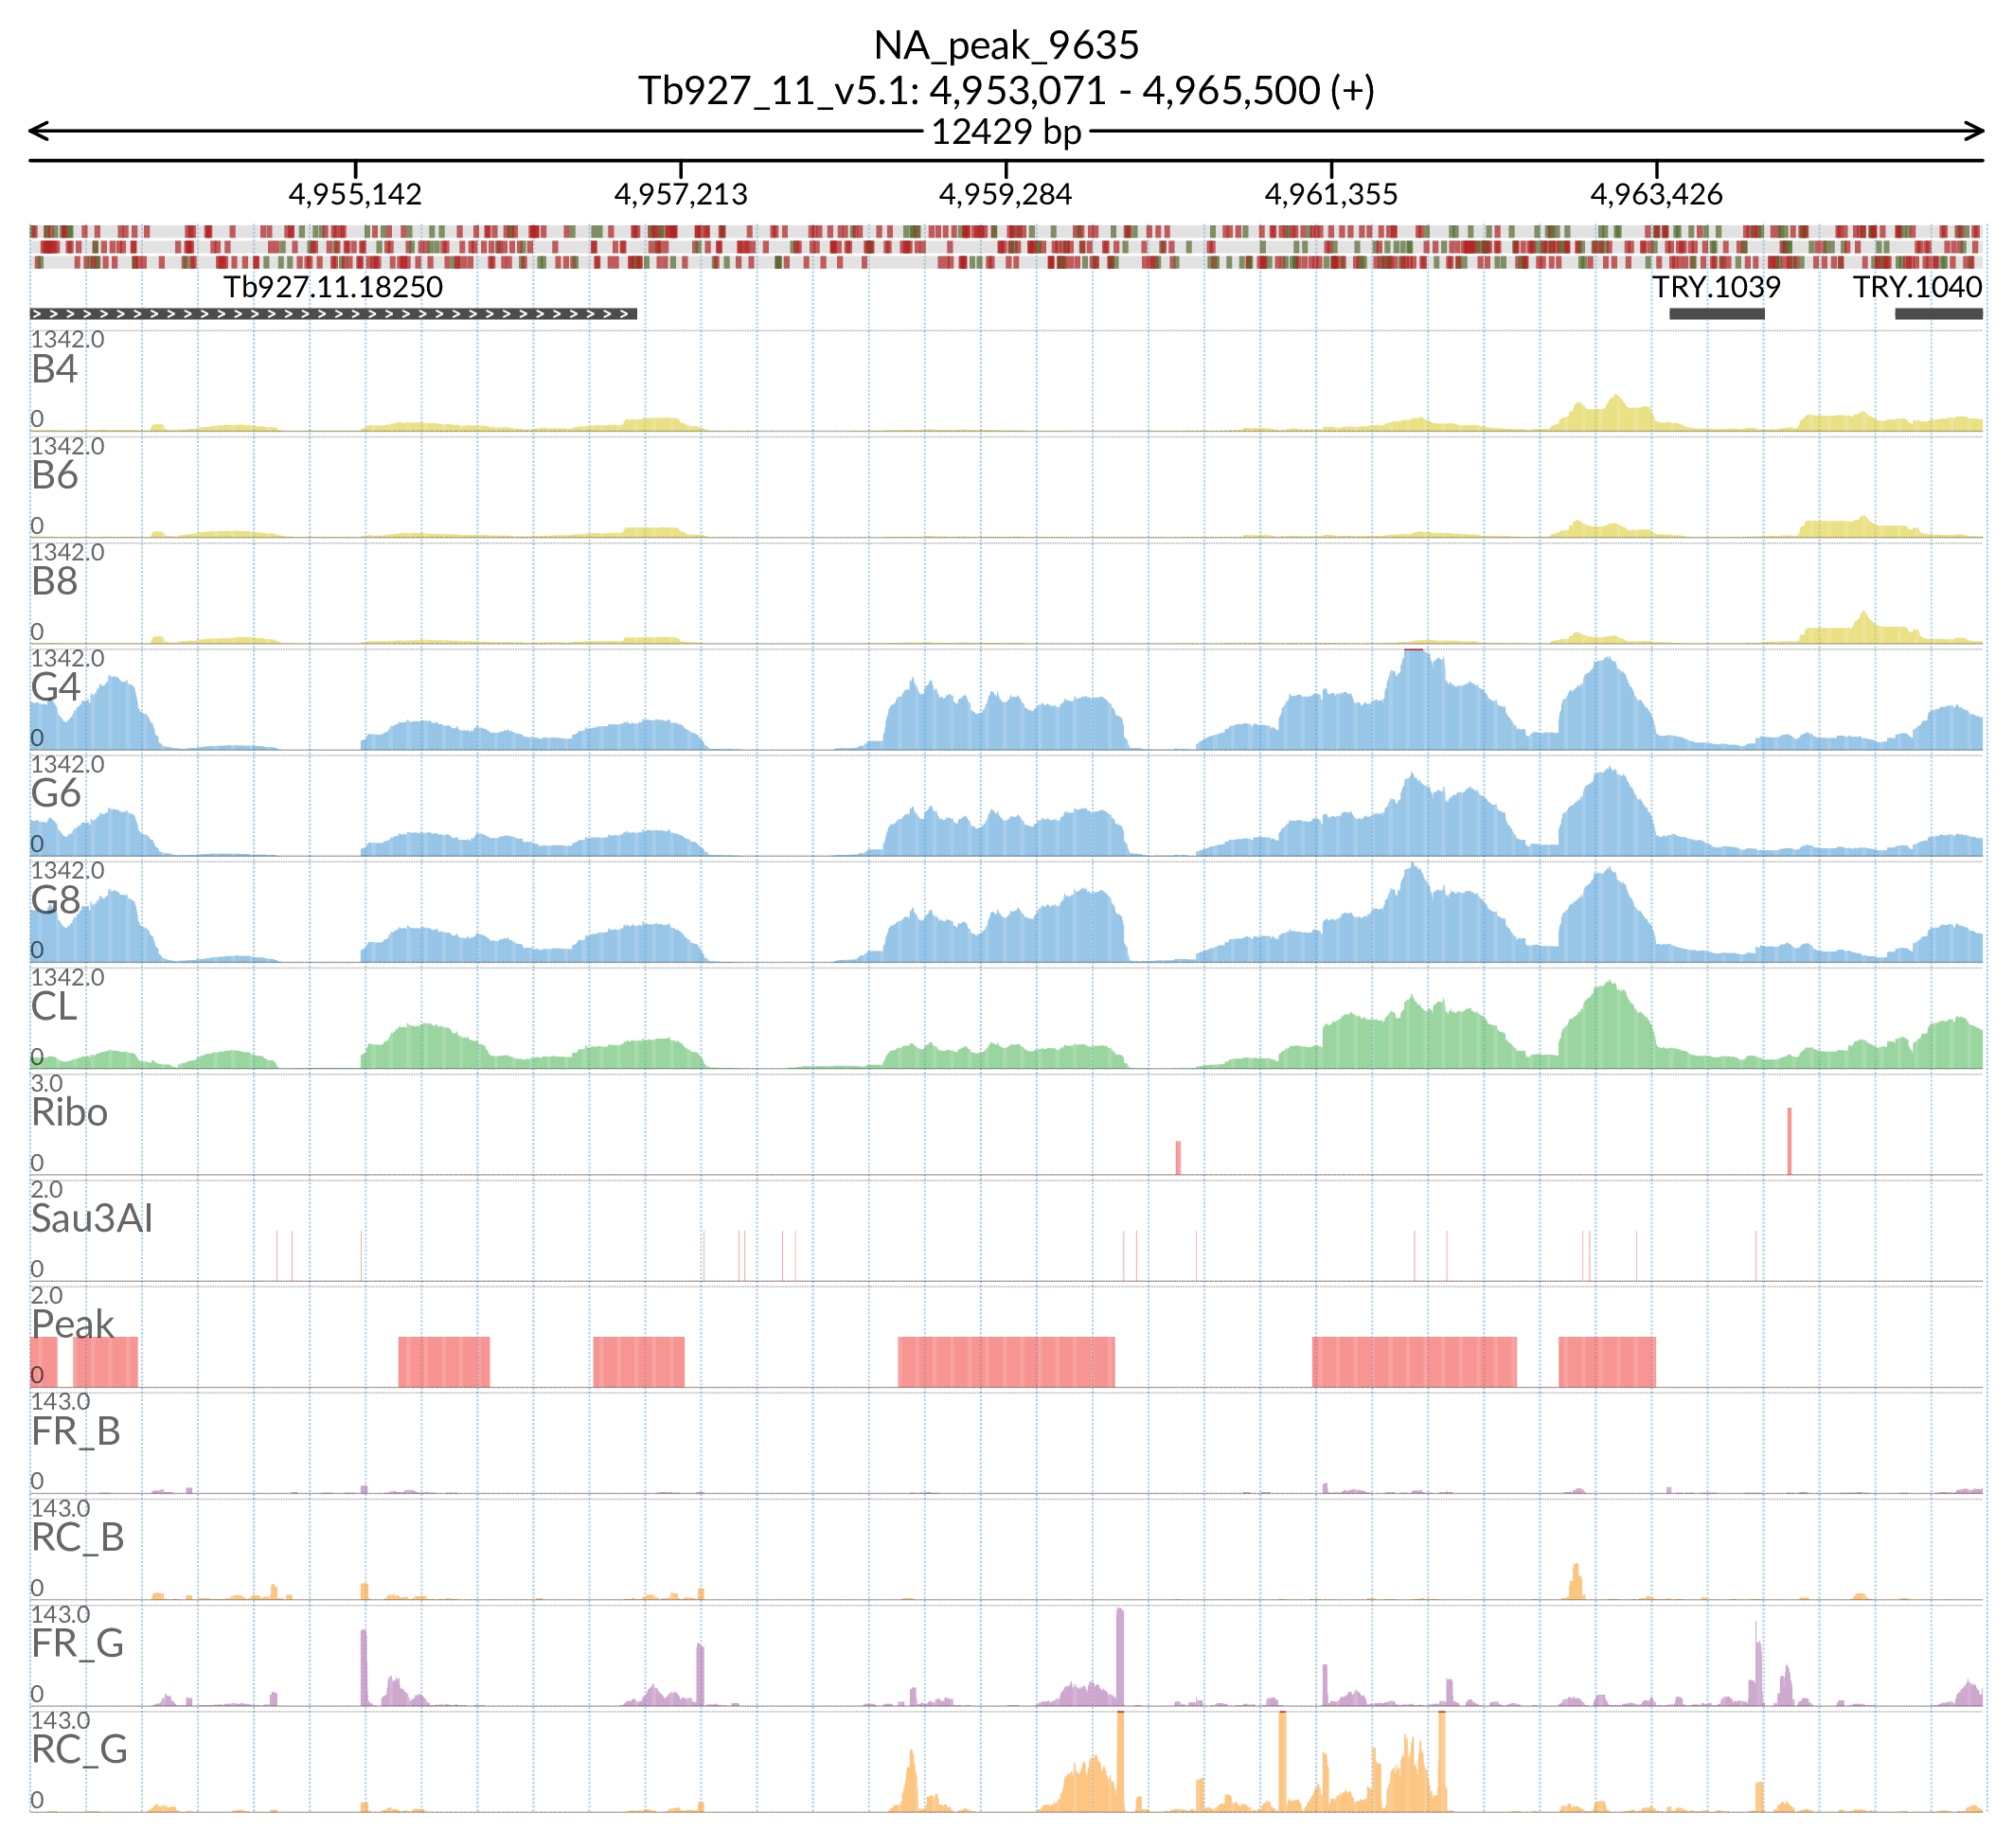 NA_peak_9635
Tb927_11_v5.1: 4,953,071 - 4,965,500 (+)
12429 bp
4,955,142 4,957,213 4,959,284 4,961,355 4,963,426
Tb927.11.18250 TRY.1039 TRY.1040
1342.0
B4
0
1342.0
B6
0
1342.0
B8
0
1342.0
G4
0
1342.0
G6
0
1342.0
G8
0
1342.0
CL
0
3.0
Ribo
0
2.0
Sau3AI
0
2.0
Peak
0
143.0
FR_B
0
143.0
RC_B
0
143.0
FR_G
0
143.0
RC_G
0